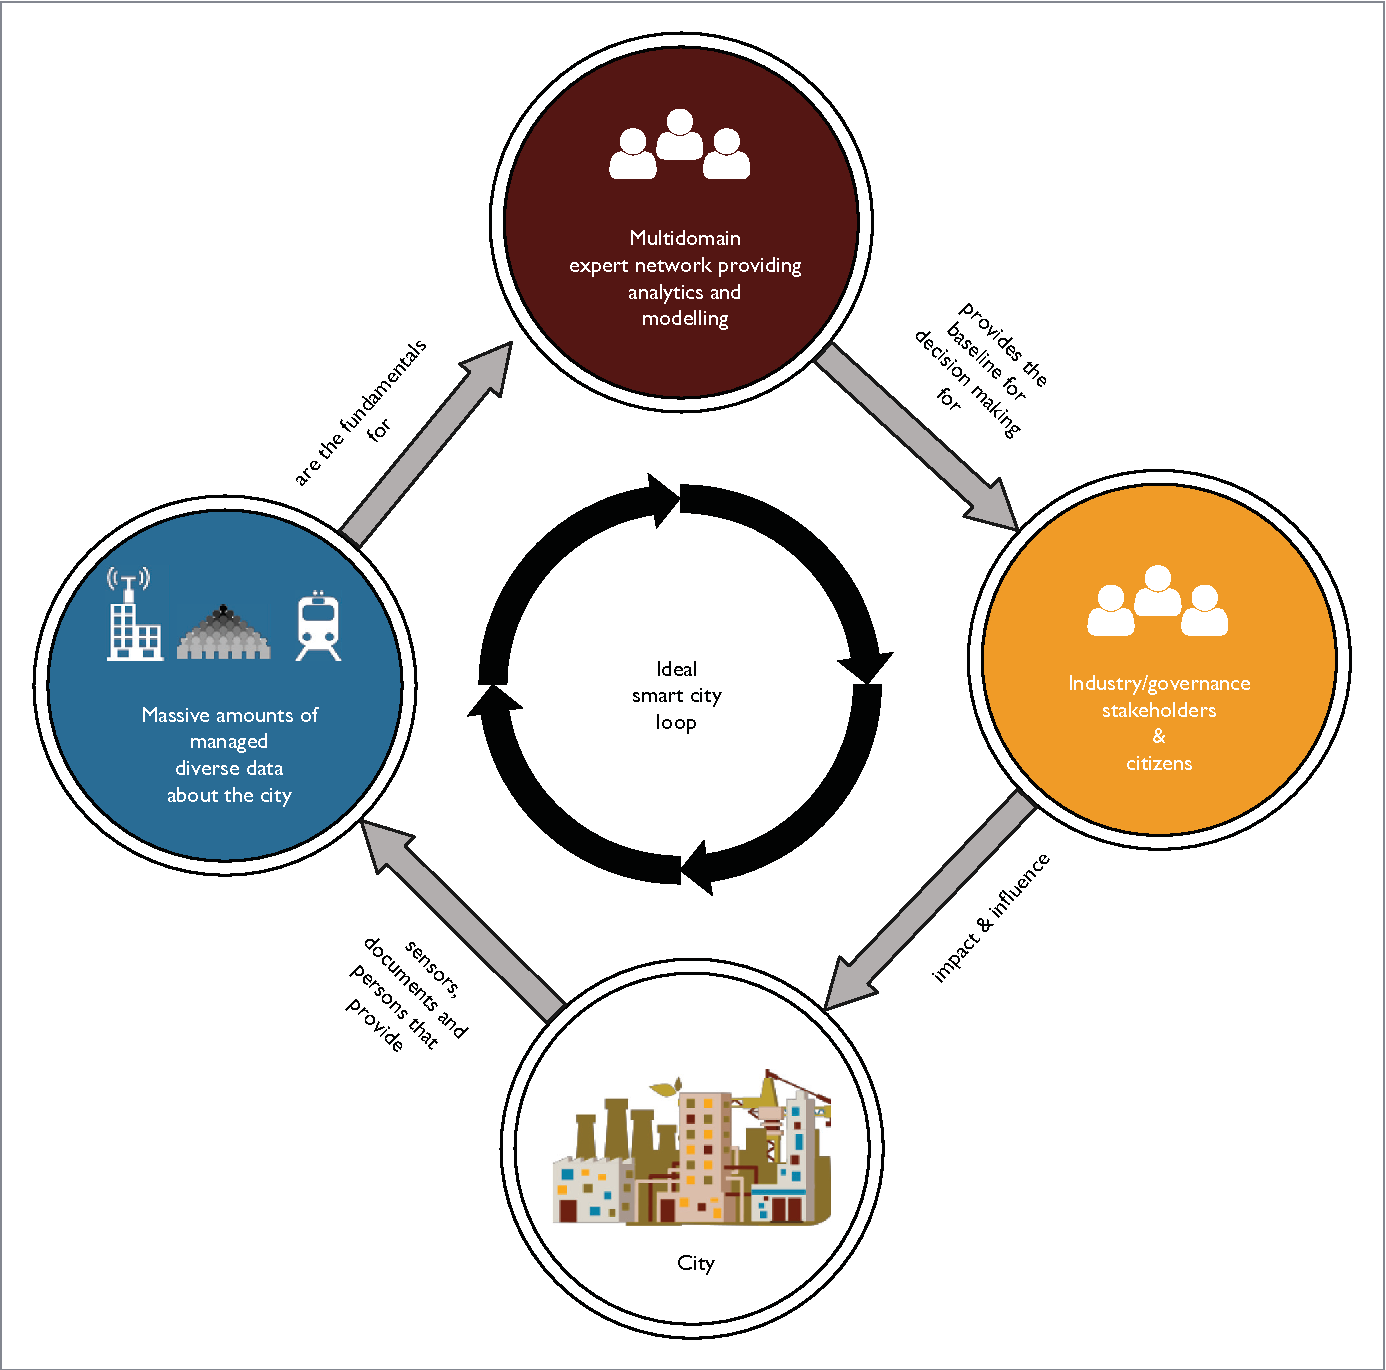 Multidomain
expert network providing
analytics and
modelling
provides the
baseline for
decision making
for
are the fundamentals
for
Massive amounts of
managed
diverse data
about the city
Ideal
smart city
loop
Industry/governance
stakeholders
&
citizens
impact & influence
sensors,
documents and
persons that
provide
City